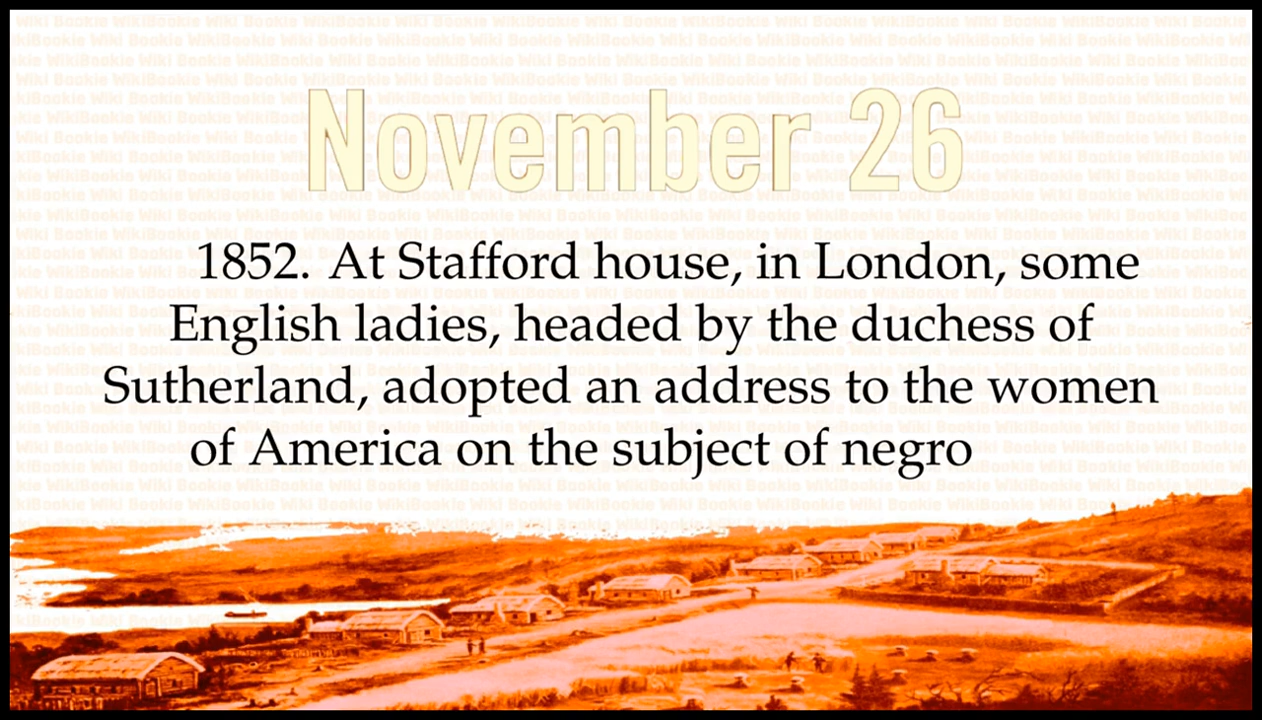 November 26
1852. At Stafford house, in London, some
English ladies, headed by the duchess of
Sutherland, adopted an address to the women
of America on the subject of negro